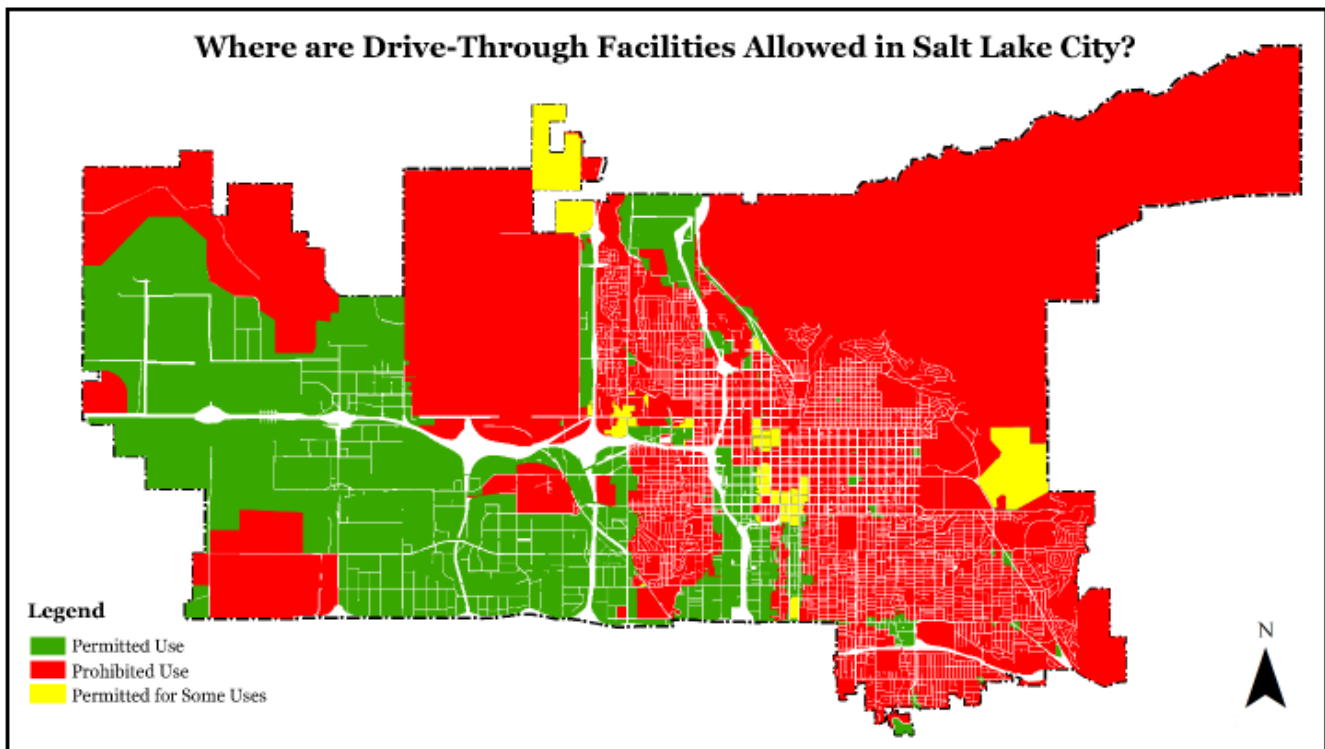 Where are Drive-Through Facilities Allowed in Salt Lake City?
Legend
Permitted Use
Prohibited Use
Permitted for Some Uses
N